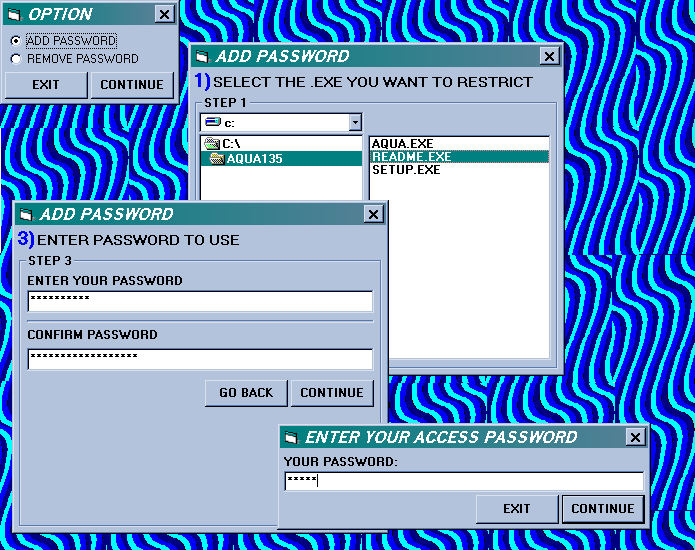 OPTION
ADD PASSWORD
REMOVE PASSWORD
EXIT
CONTINUE
ADD PASSWORD
1) SELECT THE .EXE YOU WANT TO RESTRICT
STEP 1
c:
C:\
AQUA135
AQUA.EXE
README.EXE
SETUP.EXE
ADD PASSWORD
3) ENTER PASSWORD TO USE
STEP 3
ENTER YOUR PASSWORD
**********
CONFIRM PASSWORD
******************
GO BACK
CONTINUE
ENTER YOUR ACCESS PASSWORD
YOUR PASSWORD:
*****
EXIT
CONTINUE